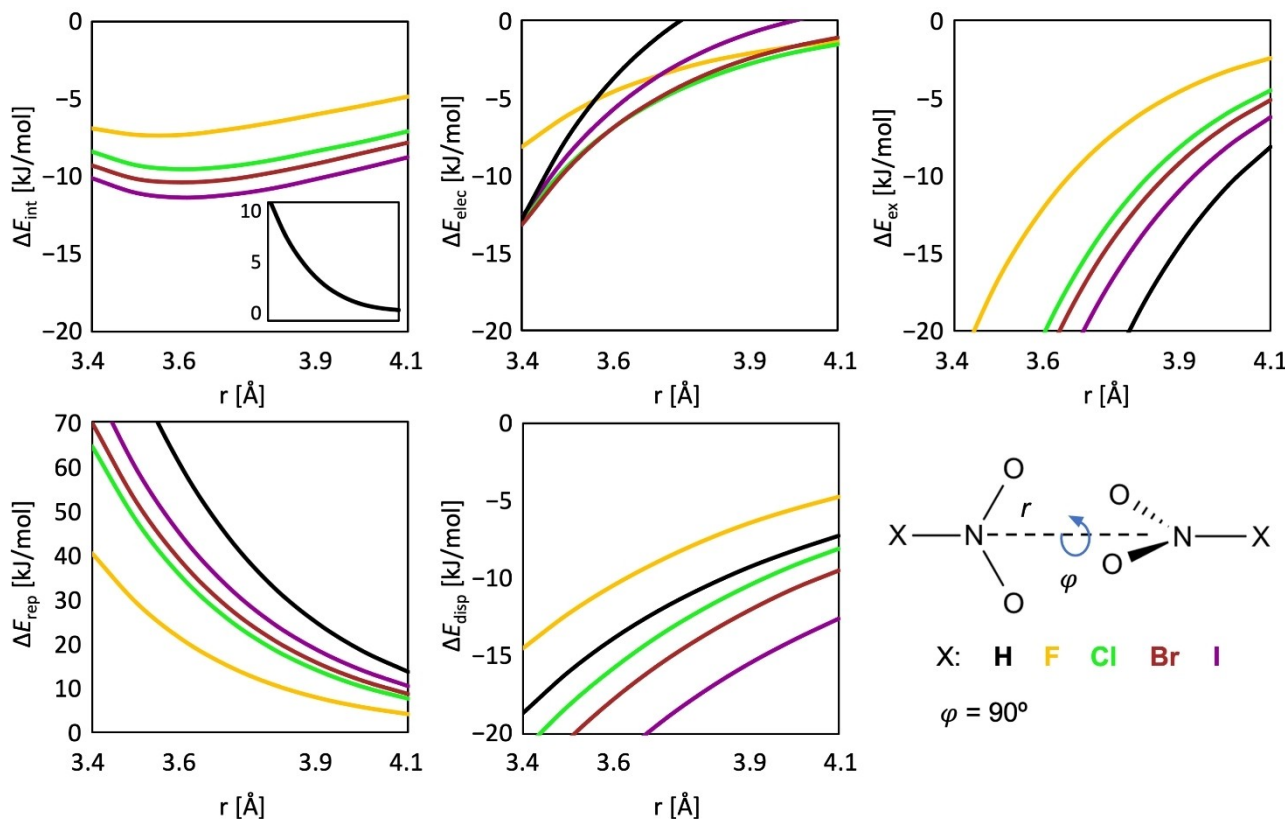 0
−5
−10
−15
−20
ΔE_int [kJ/mol]
10
5
0
3.4 3.6 3.9 4.1
r [Å]
0
−5
−10
−15
−20
ΔE_elec [kJ/mol]
3.4 3.6 3.9 4.1
r [Å]
0
−5
−10
−15
−20
ΔE_ex [kJ/mol]
3.4 3.6 3.9 4.1
r [Å]
70
60
50
40
30
20
10
0
ΔE_rep [kJ/mol]
3.4 3.6 3.9 4.1
r [Å]
0
−5
−10
−15
−20
ΔE_disp [kJ/mol]
3.4 3.6 3.9 4.1
r [Å]
O
O
r
X N N X
O
φ
O
X: H F Cl Br I
φ = 90º